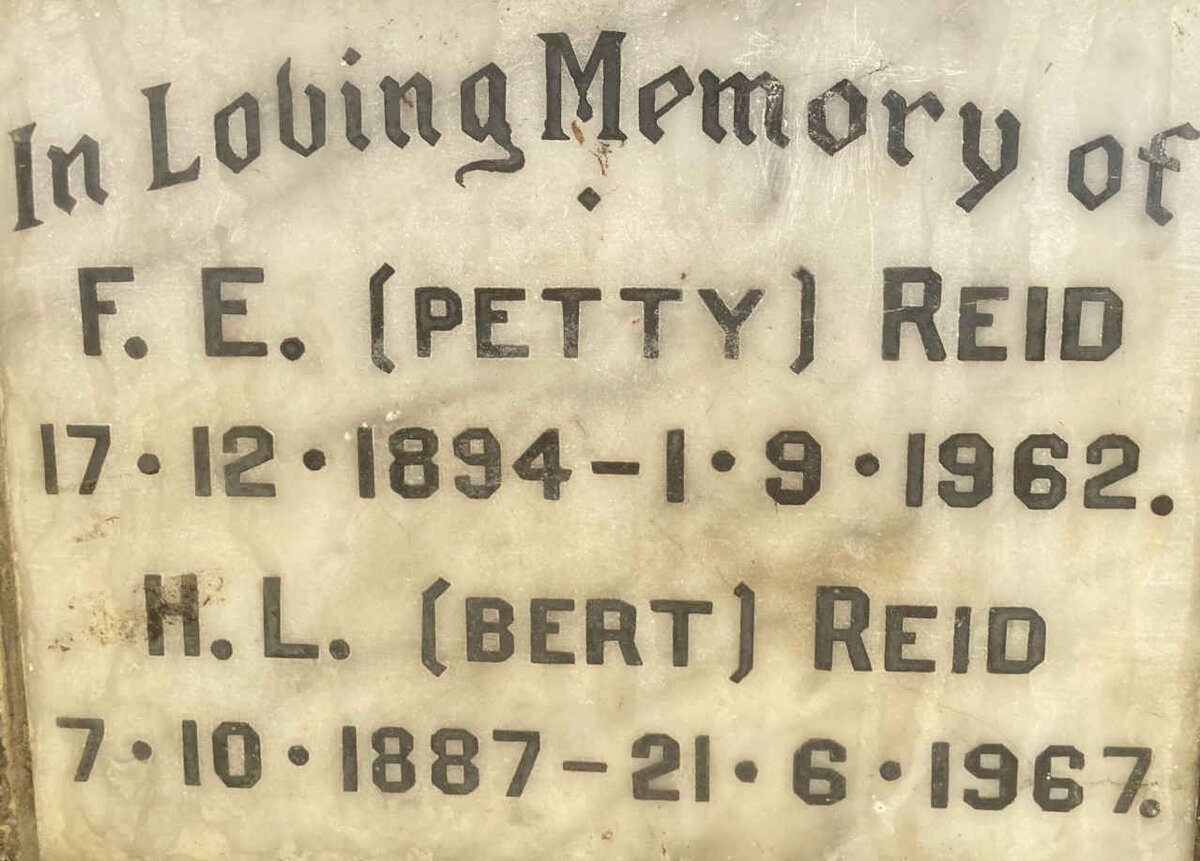 In Loving Memory of
F. E. (PETTY) REID
17·12·1894–1·9·1962.
H. L. (BERT) REID
7·10·1887–21·6·1967.